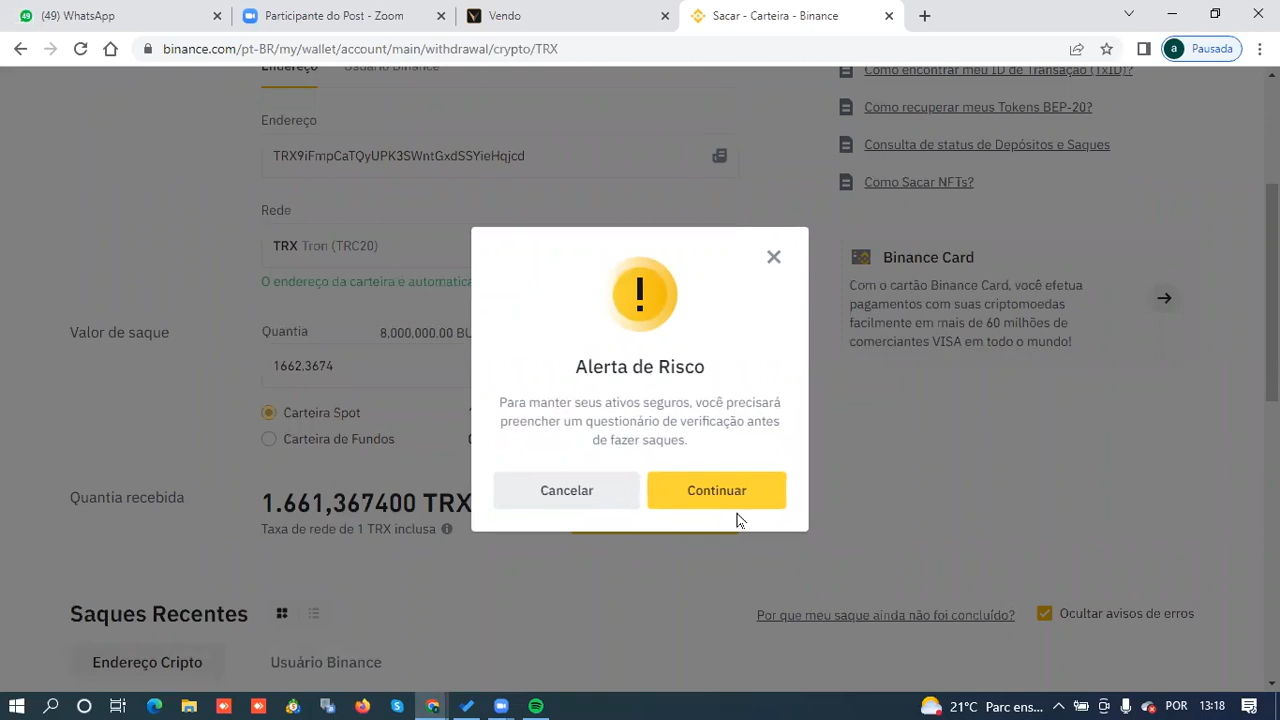 (49) WhatsApp
Participante do Post - Zoom
Vendo
Sacar - Carteira - Binance
binance.com/pt-BR/my/wallet/account/main/withdrawal/crypto/TRX
a Pausada
Endereço
Usuário Binance
Endereço
TRX9iFmpCaTQyUPK3SWntGxdSSYieHqjcd
Rede
TRX Tron (TRC20)
O endereço da carteira e automatica
Valor de saque
Quantia
8,000,000.00 BU
1662,3674
Carteira Spot
Carteira de Fundos
Quantia recebida
1.661,367400 TRX
Taxa de rede de 1 TRX inclusa
Como encontrar meu ID de Transação (TxID)?
Como recuperar meus Tokens BEP-20?
Consulta de status de Depósitos e Saques
Como Sacar NFTs?
Binance Card
Com o cartão Binance Card, você efetua
pagamentos com suas criptomoedas
facilmente em mais de 60 milhões de
comerciantes VISA em todo o mundo!
Alerta de Risco
Para manter seus ativos seguros, você precisará
preencher um questionário de verificação antes
de fazer saques.
Cancelar
Continuar
Saques Recentes
Por que meu saque ainda não foi concluído?
Ocultar avisos de erros
Endereço Cripto
Usuário Binance
21°C Parc ens...
POR
13:18